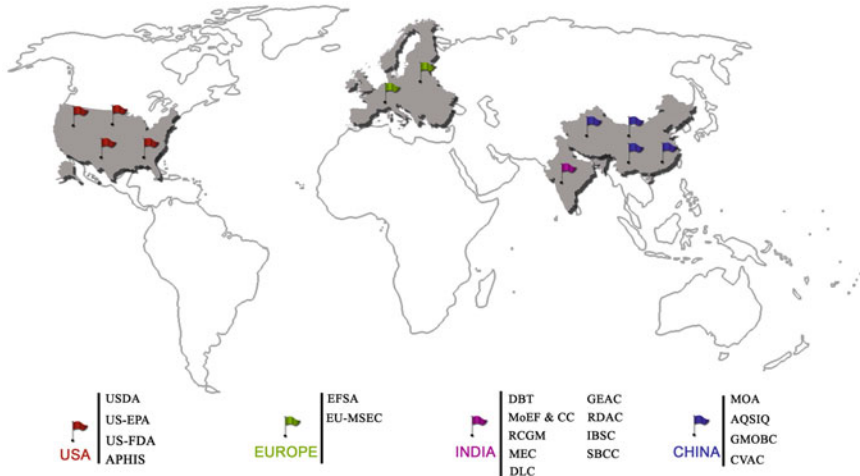 USDA
US-EPA
US-FDA
APHIS
USA
EFSA
EU-MSEC
EUROPE
DBT
MoEF & CC
RCGM
MEC
DLC
GEAC
RDAC
IBSC
SBCC
INDIA
MOA
AQSIQ
GMOBC
CVAC
CHINA